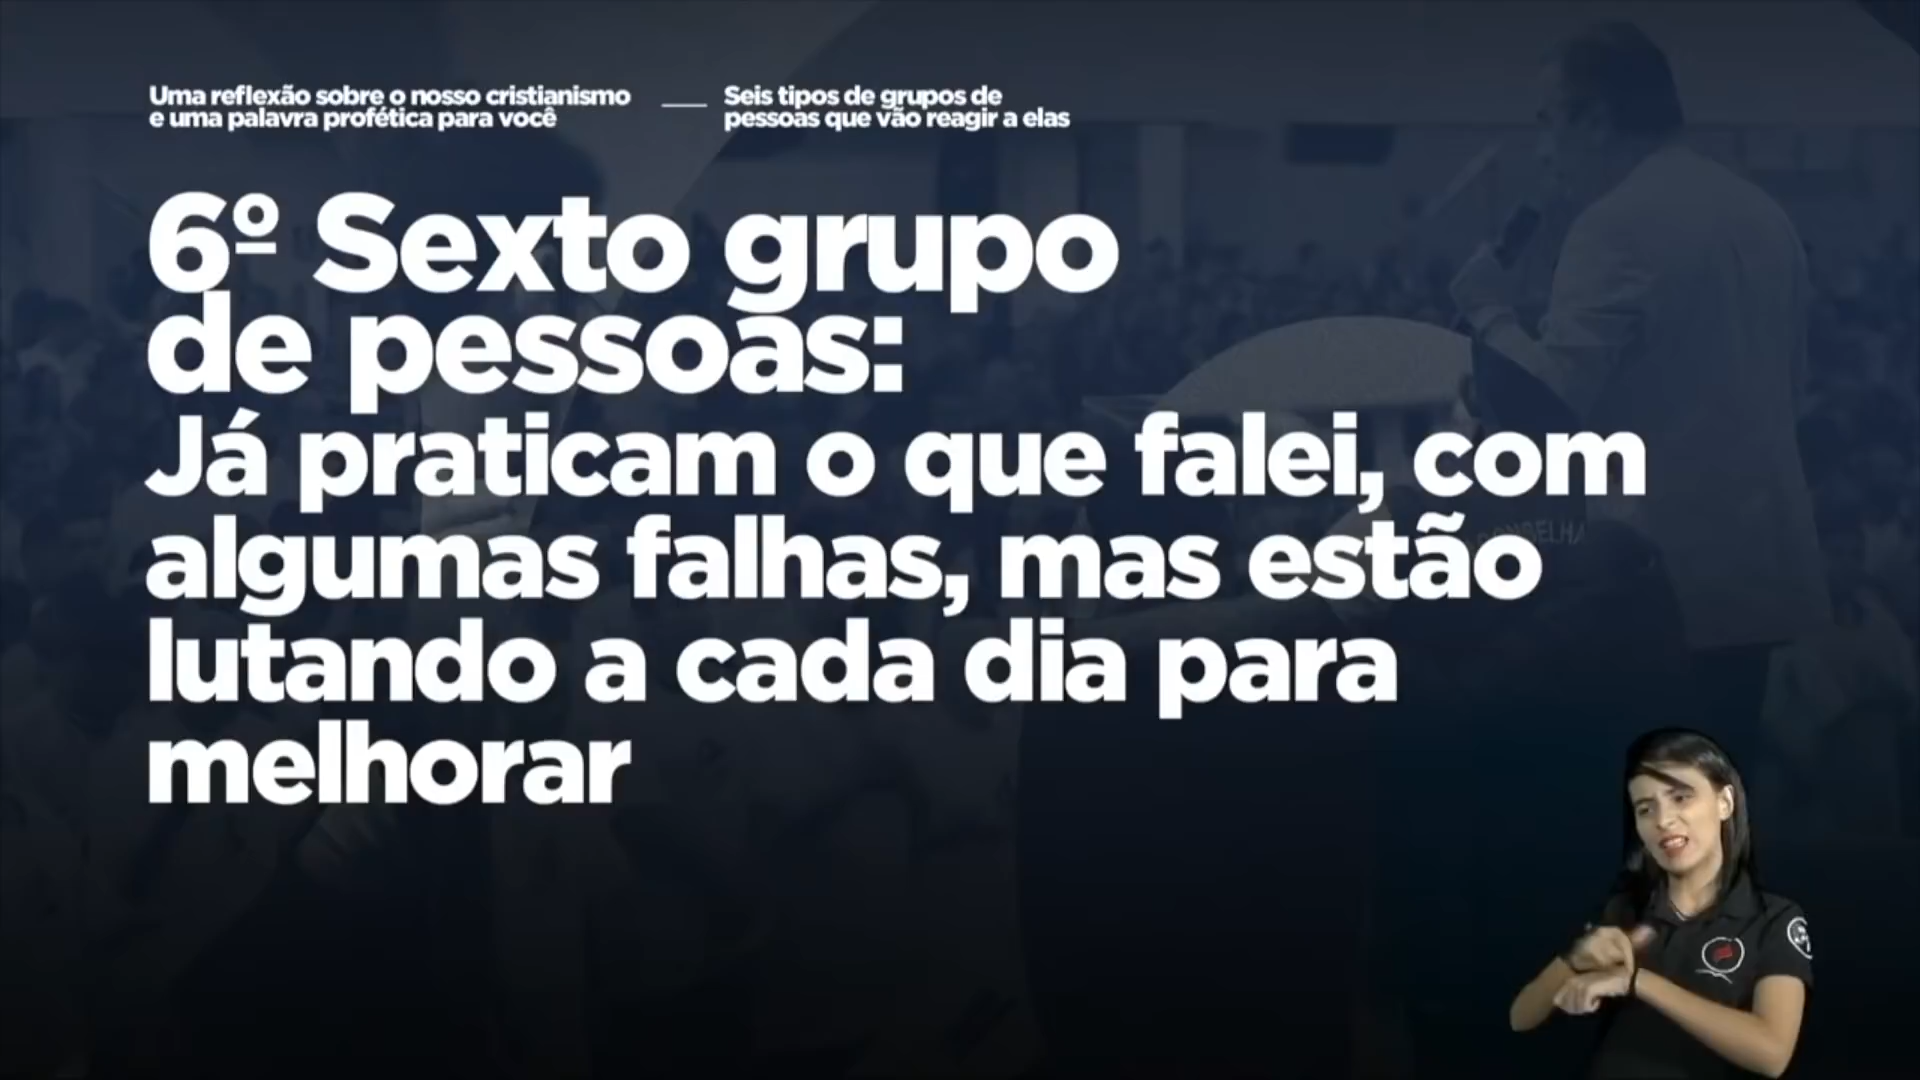 Uma reflexão sobre o nosso cristianismo
e uma palavra profética para você
Seis tipos de grupos de
pessoas que vão reagir a elas
6º Sexto grupo
de pessoas:
Já praticam o que falei, com
algumas falhas, mas estão
lutando a cada dia para
melhorar